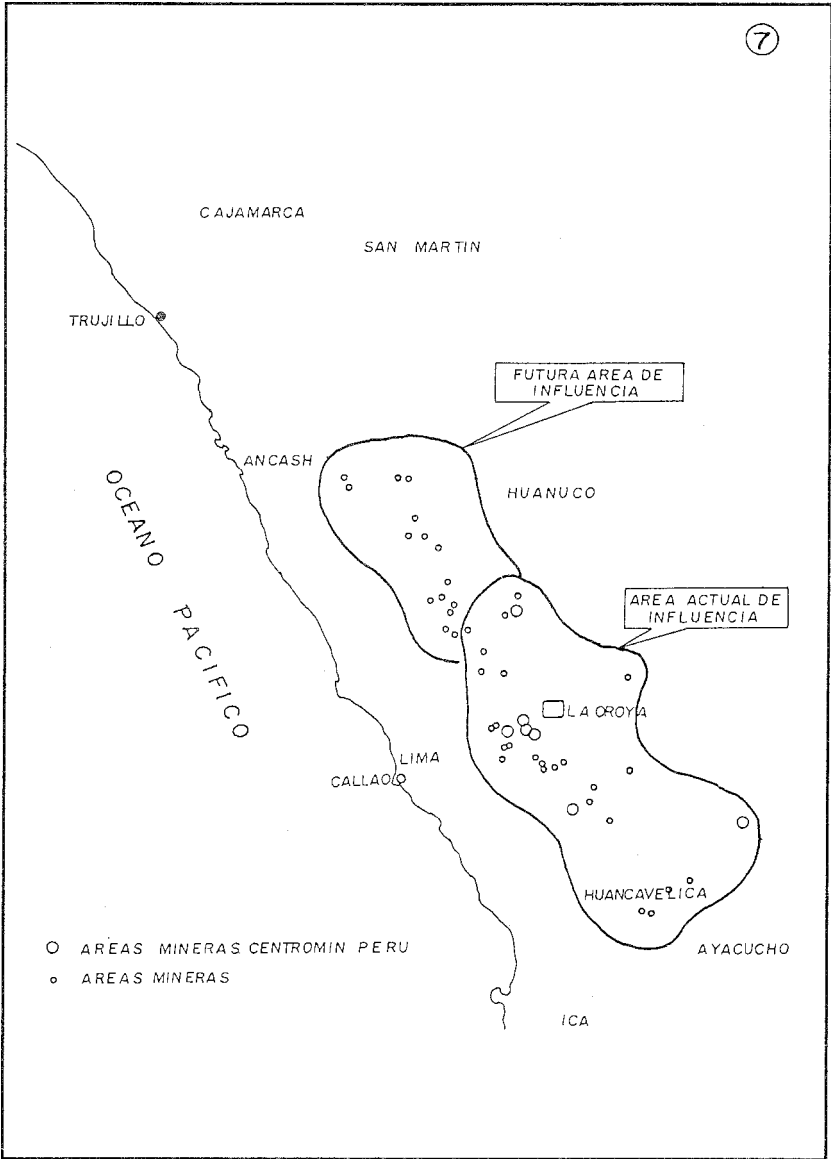 7
CAJAMARCA
SAN MARTIN
TRUJILLO
FUTURA AREA DE
INFLUENCIA
ANCASH
HUANUCO
OCEANO PACIFICO
AREA ACTUAL DE
INFLUENCIA
LA OROYA
LIMA
CALLAO
HUANCAVELICA
AYACUCHO
AREAS MINERAS CENTROMIN PERU
AREAS MINERAS
ICA